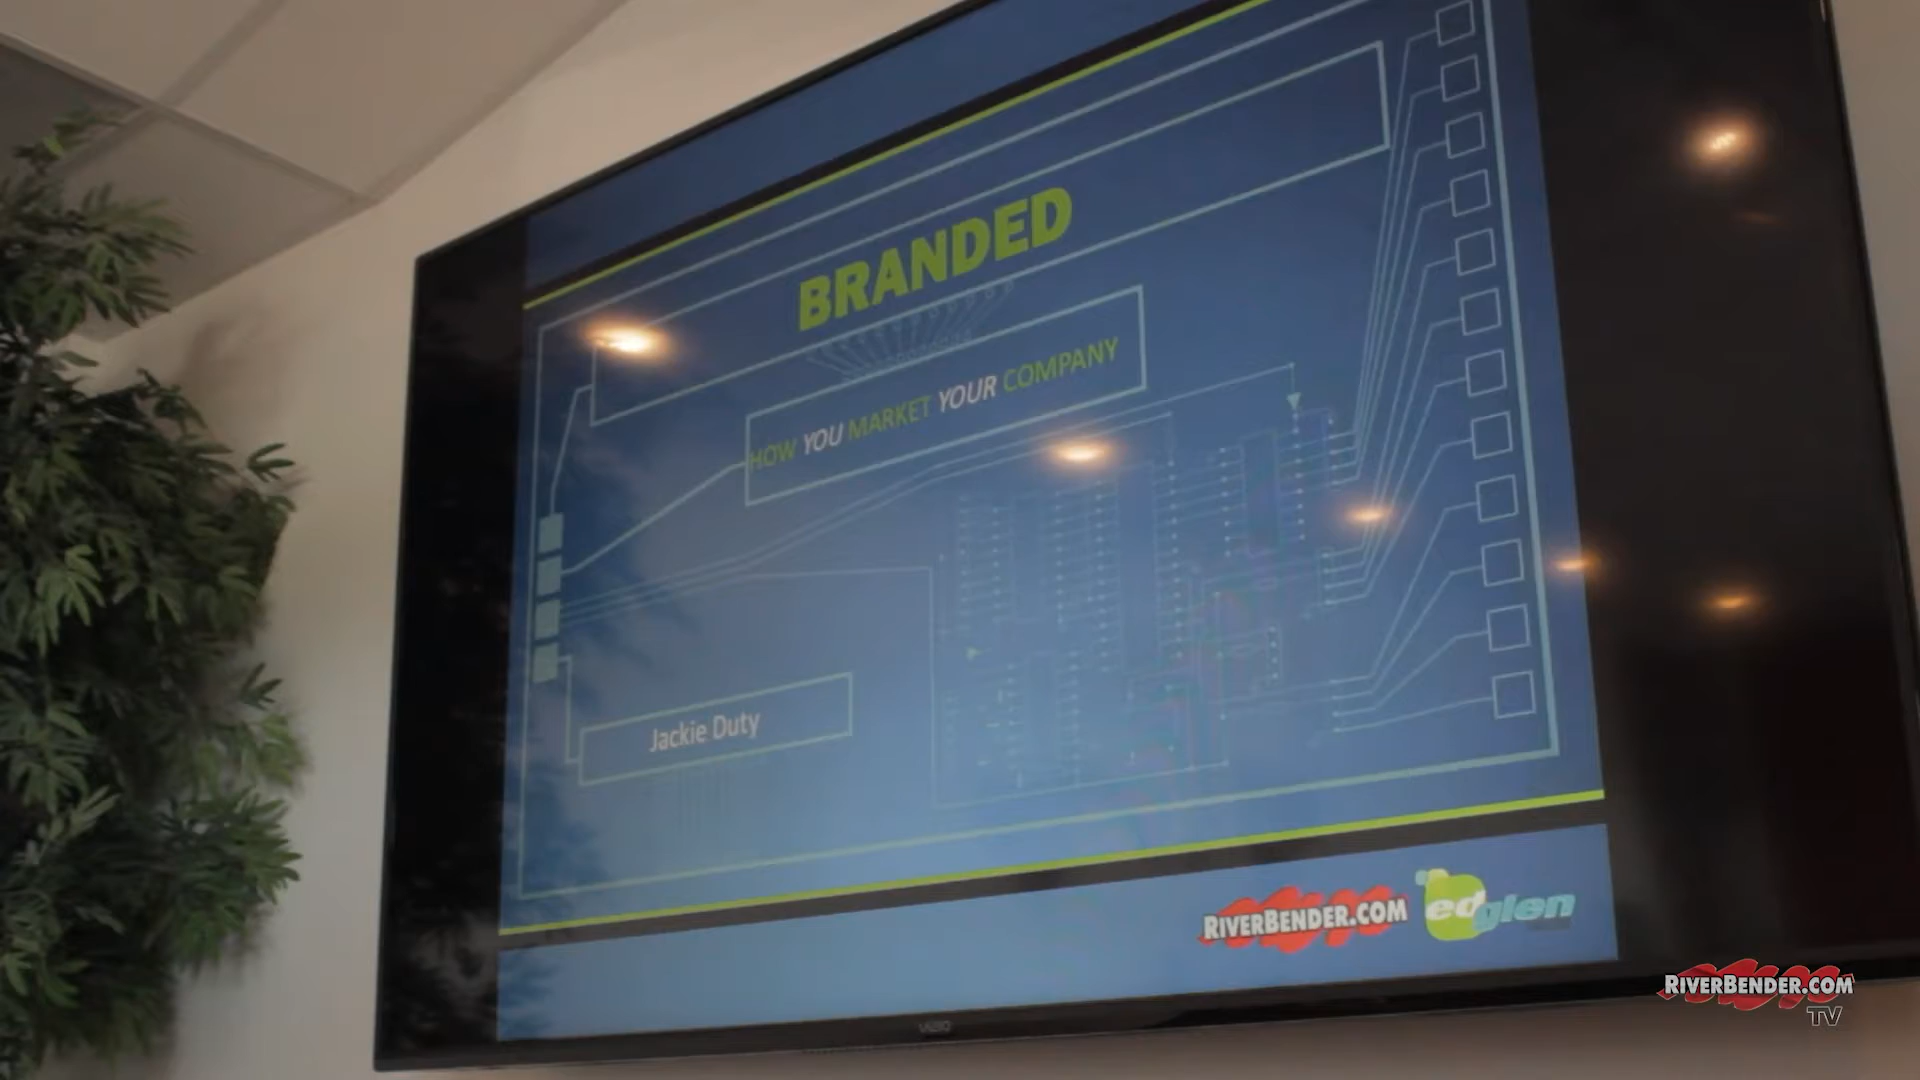 BRANDED
HOW YOU MARKET YOUR COMPANY
Jackie Duty
RIVERBENDER.COM
edglen
VIZIO
RIVERBENDER.COM
TV